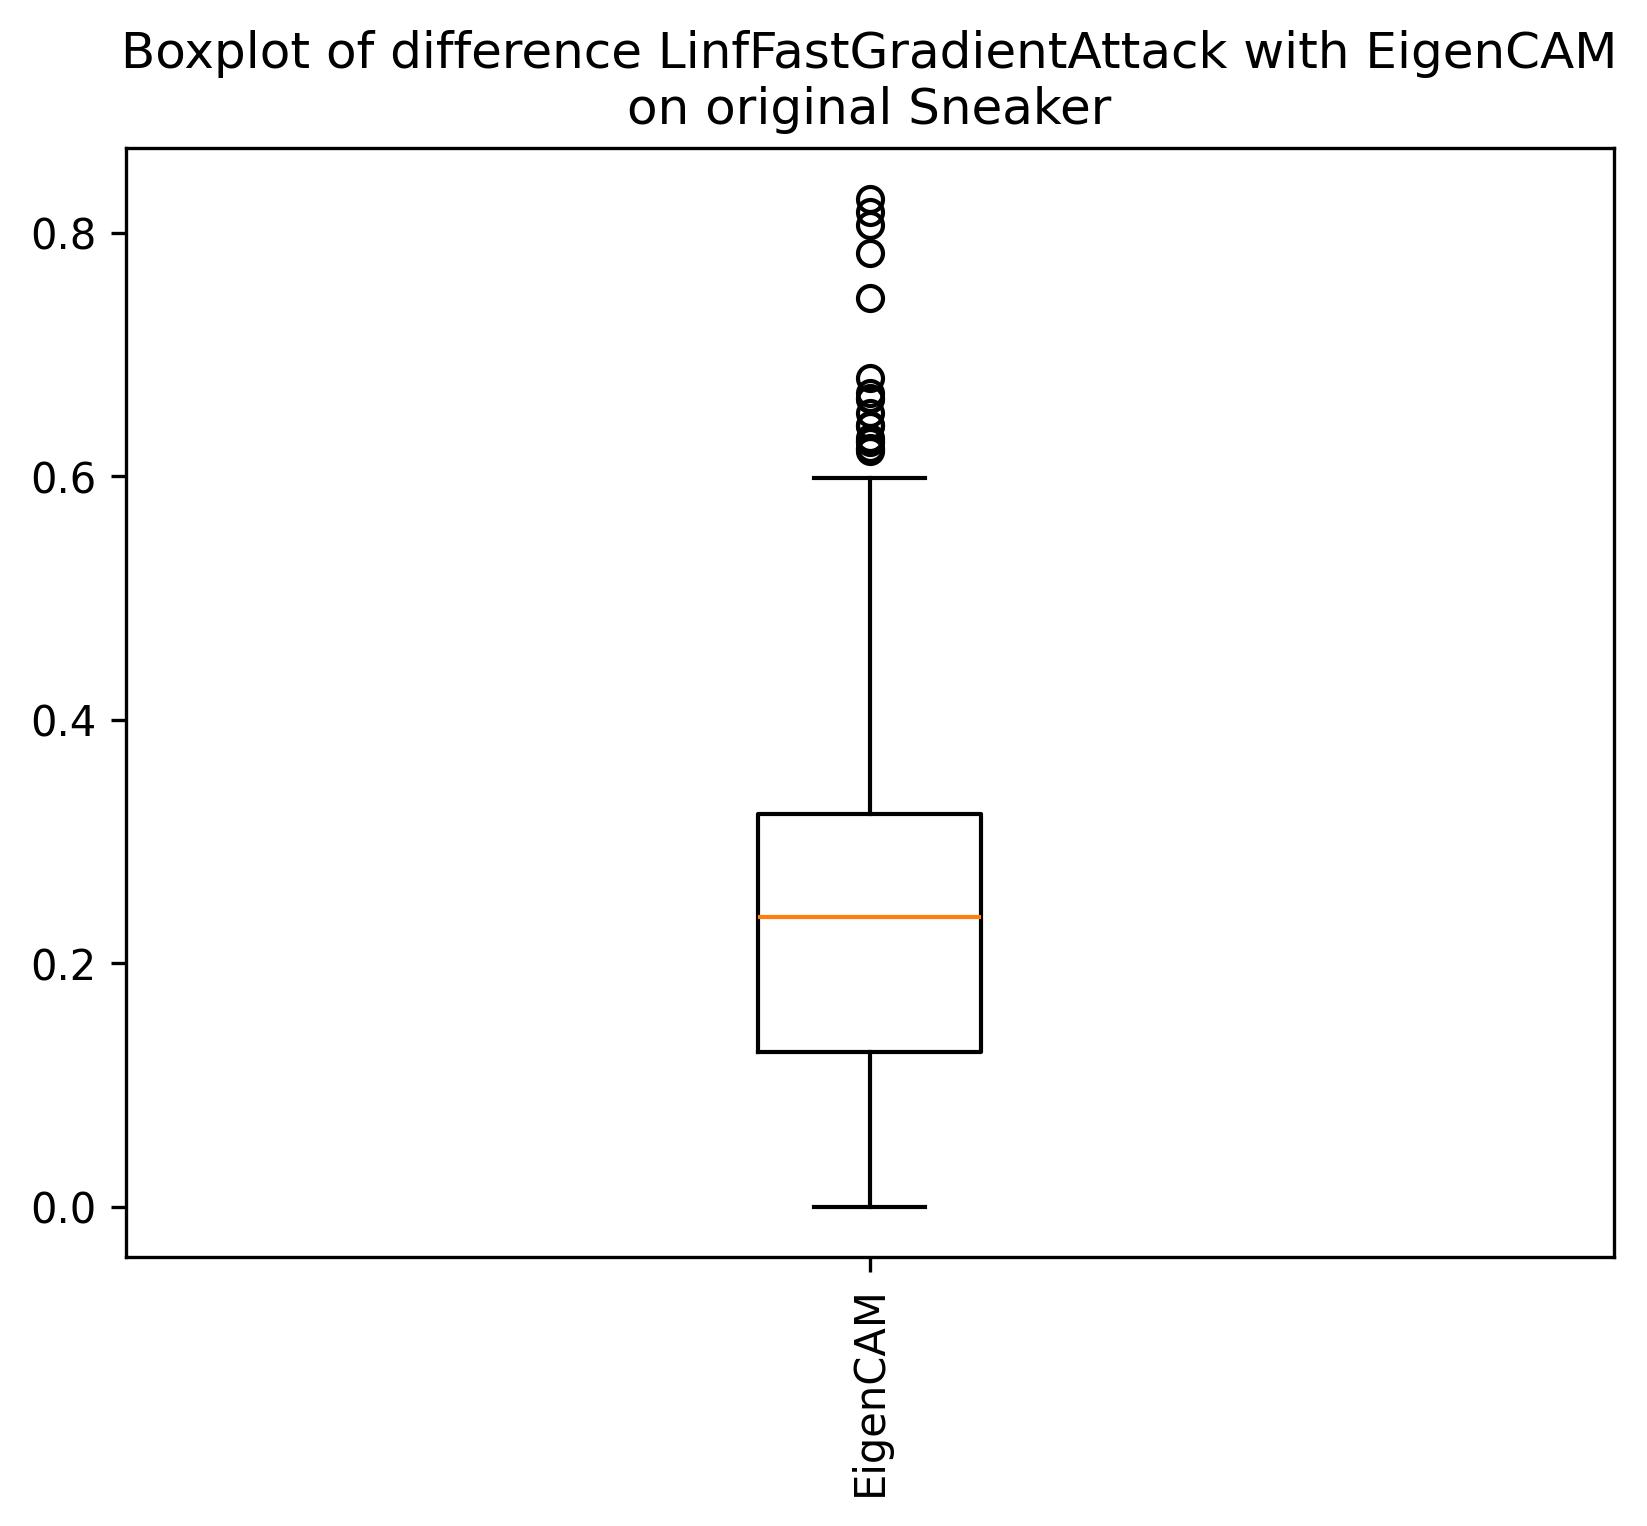 Boxplot of difference LinfFastGradientAttack with EigenCAM
on original Sneaker
0.8
0.6
0.4
0.2
0.0
EigenCAM